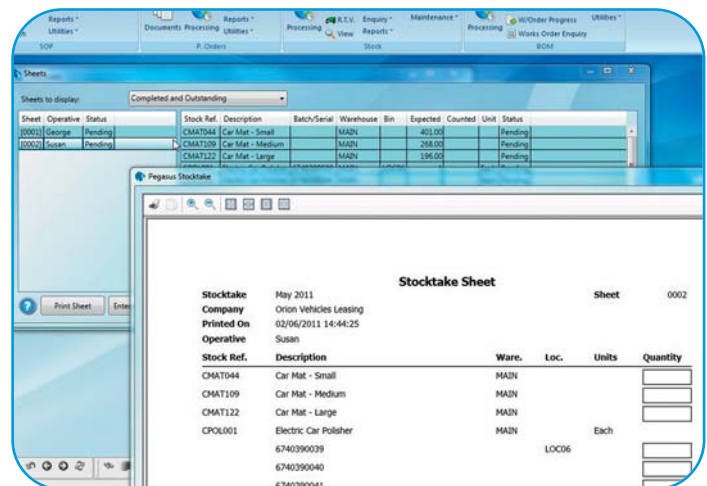 Reports Reports R.T.V. Enquiry Maintenance W/Order Progress Utilities
Utilities Documents Processing Utilities Processing View Reports Processing Works Order Enquiry
SOP P. Orders Stock BOM
Sheets
Sheets to display: Completed and Outstanding
Sheet Operative Status Stock Ref. Description Batch/Serial Warehouse Bin Expected Counted Unit Status
[0001] George Pending CMAT044 Car Mat - Small MAIN 401.00 Pending
[0002] Susan Pending CMAT109 Car Mat - Medium MAIN 268.00 Pending
CMAT122 Car Mat - Large MAIN 196.00 Pending
Pegasus Stocktake
Print Sheet
Stocktake Sheet
Stocktake May 2011 Sheet 0002
Company Orion Vehicles Leasing
Printed On 02/06/2011 14:44:25
Operative Susan
Stock Ref. Description Ware. Loc. Units Quantity
CMAT044 Car Mat - Small MAIN
CMAT109 Car Mat - Medium MAIN
CMAT122 Car Mat - Large MAIN
CPOL001 Electric Car Polisher MAIN Each
6740390039 LOC06
6740390040
6740390041